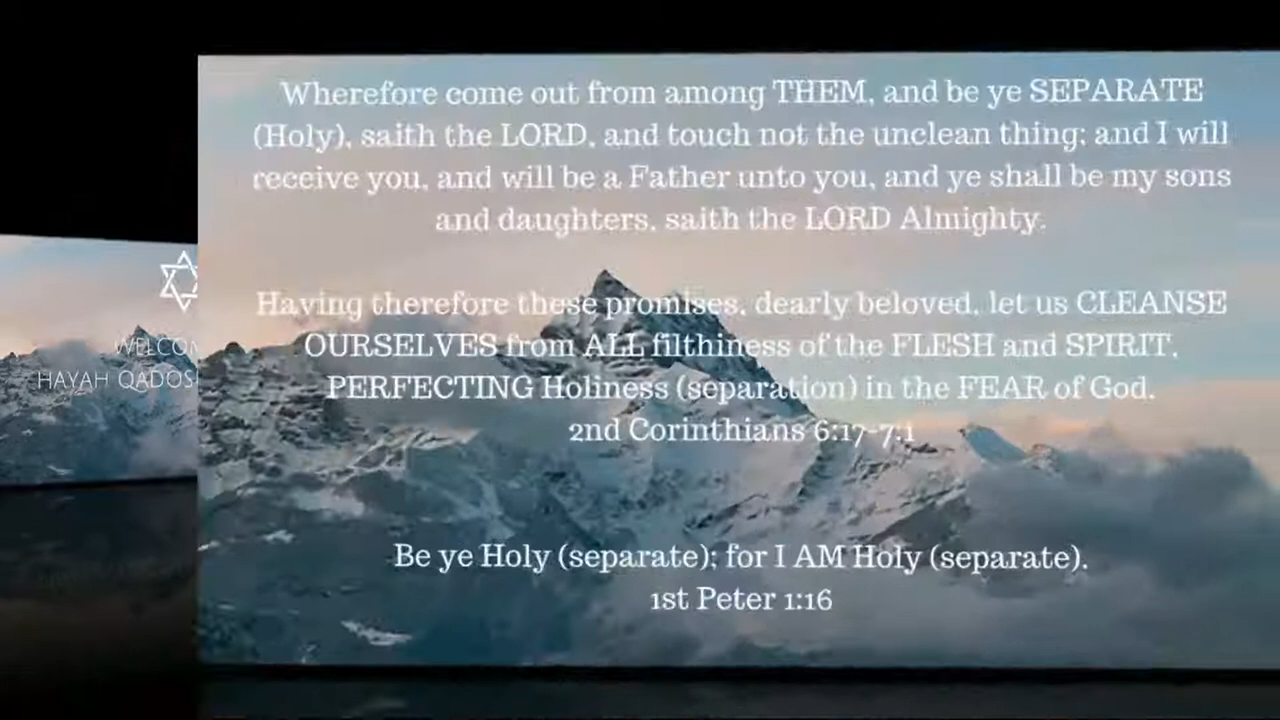 Wherefore come out from among THEM, and be ye SEPARATE
(Holy), saith the LORD, and touch not the unclean thing; and I will
receive you, and will be a Father unto you, and ye shall be my sons
and daughters, saith the LORD Almighty.
Having therefore these promises, dearly beloved, let us CLEANSE
OURSELVES from ALL filthiness of the FLESH and SPIRIT,
PERFECTING Holiness (separation) in the FEAR of God.
2nd Corinthians 6:17-7:1
Be ye Holy (separate); for I AM Holy (separate).
1st Peter 1:16
WELCOM
HAYAH QADOS